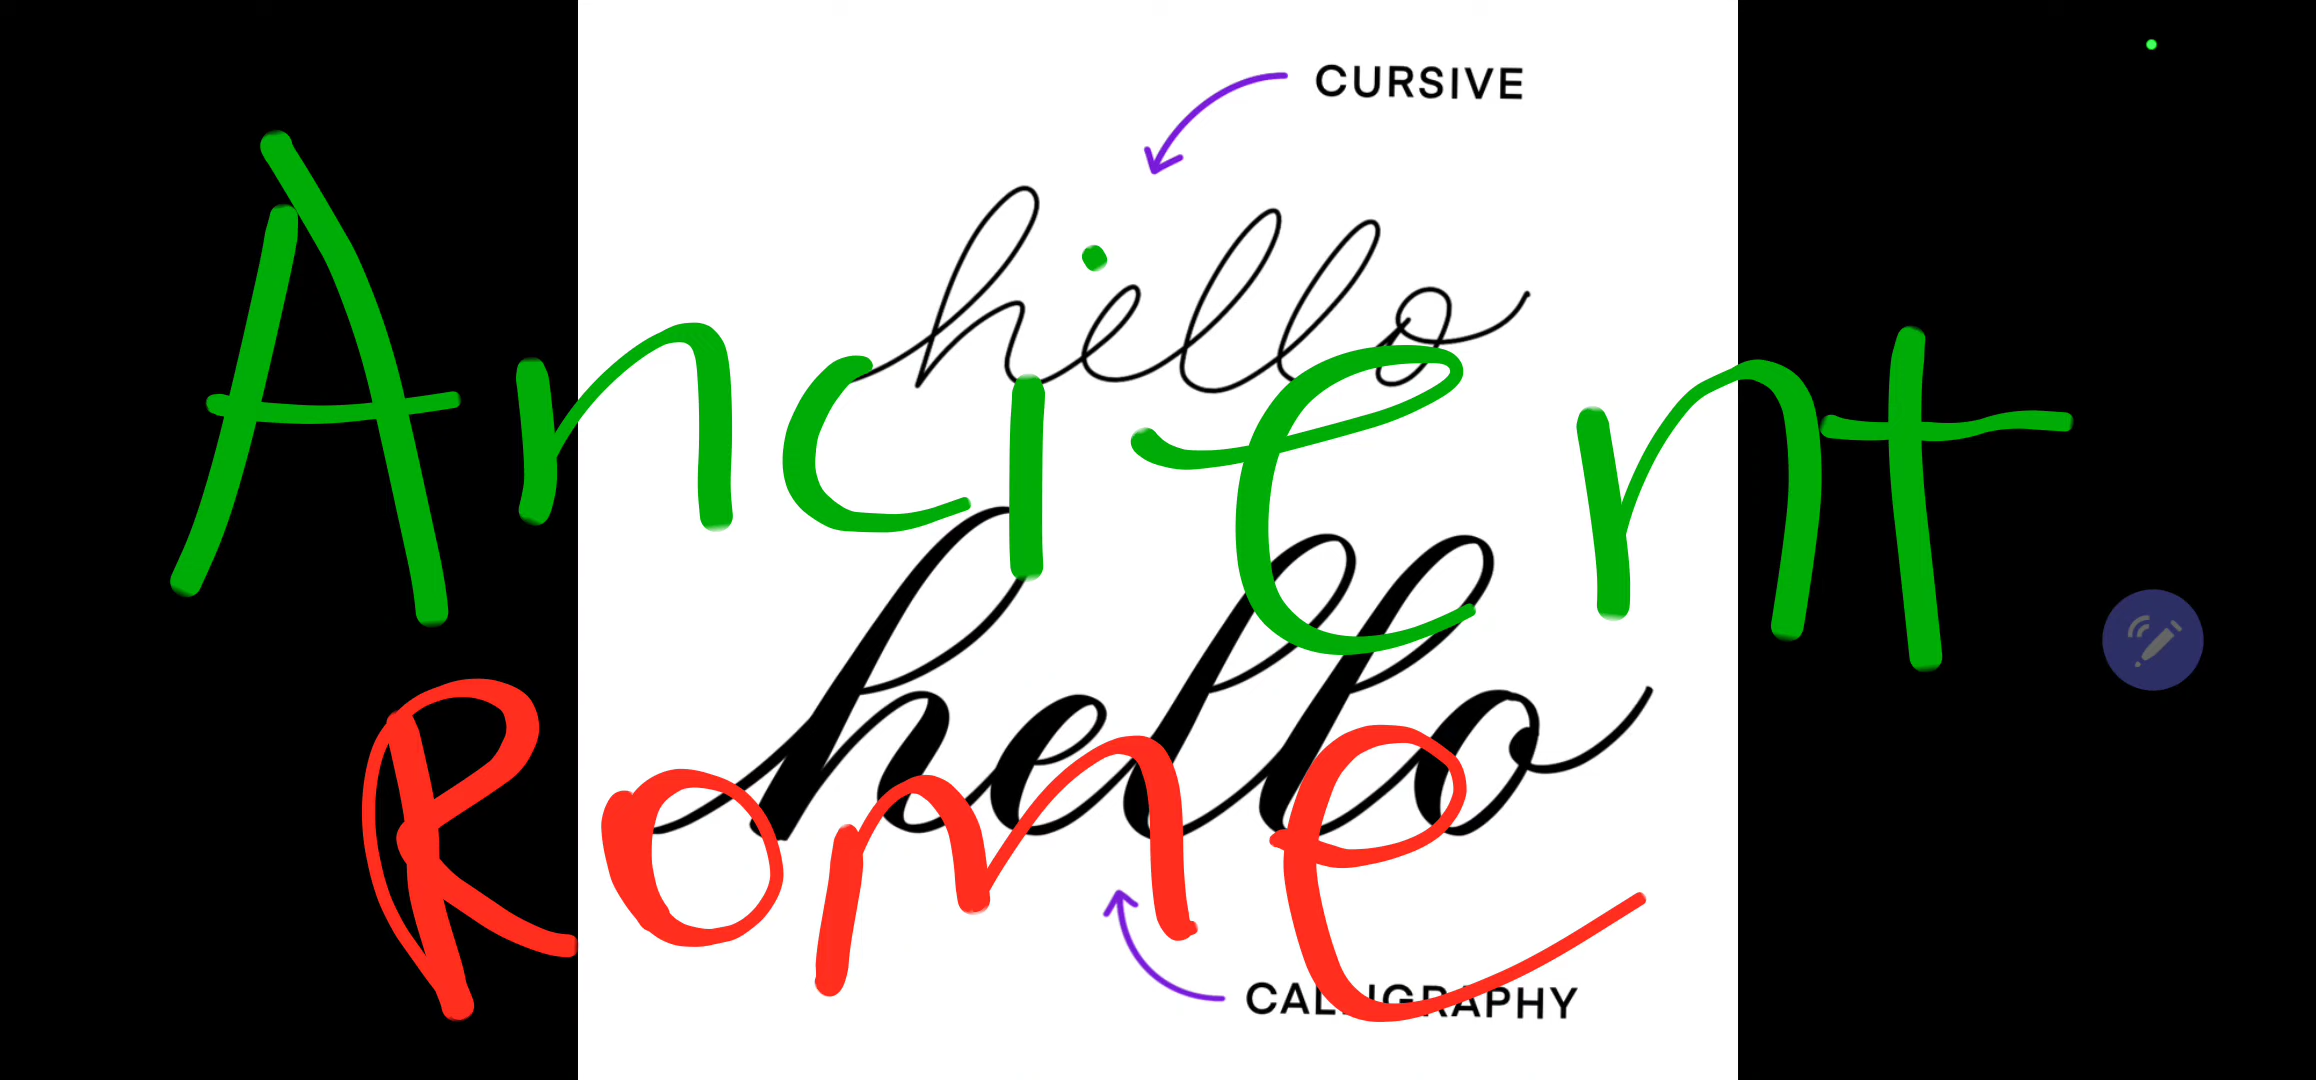 CURSIVE
hello
Ancient
hello
Rome
CALLIGRAPHY